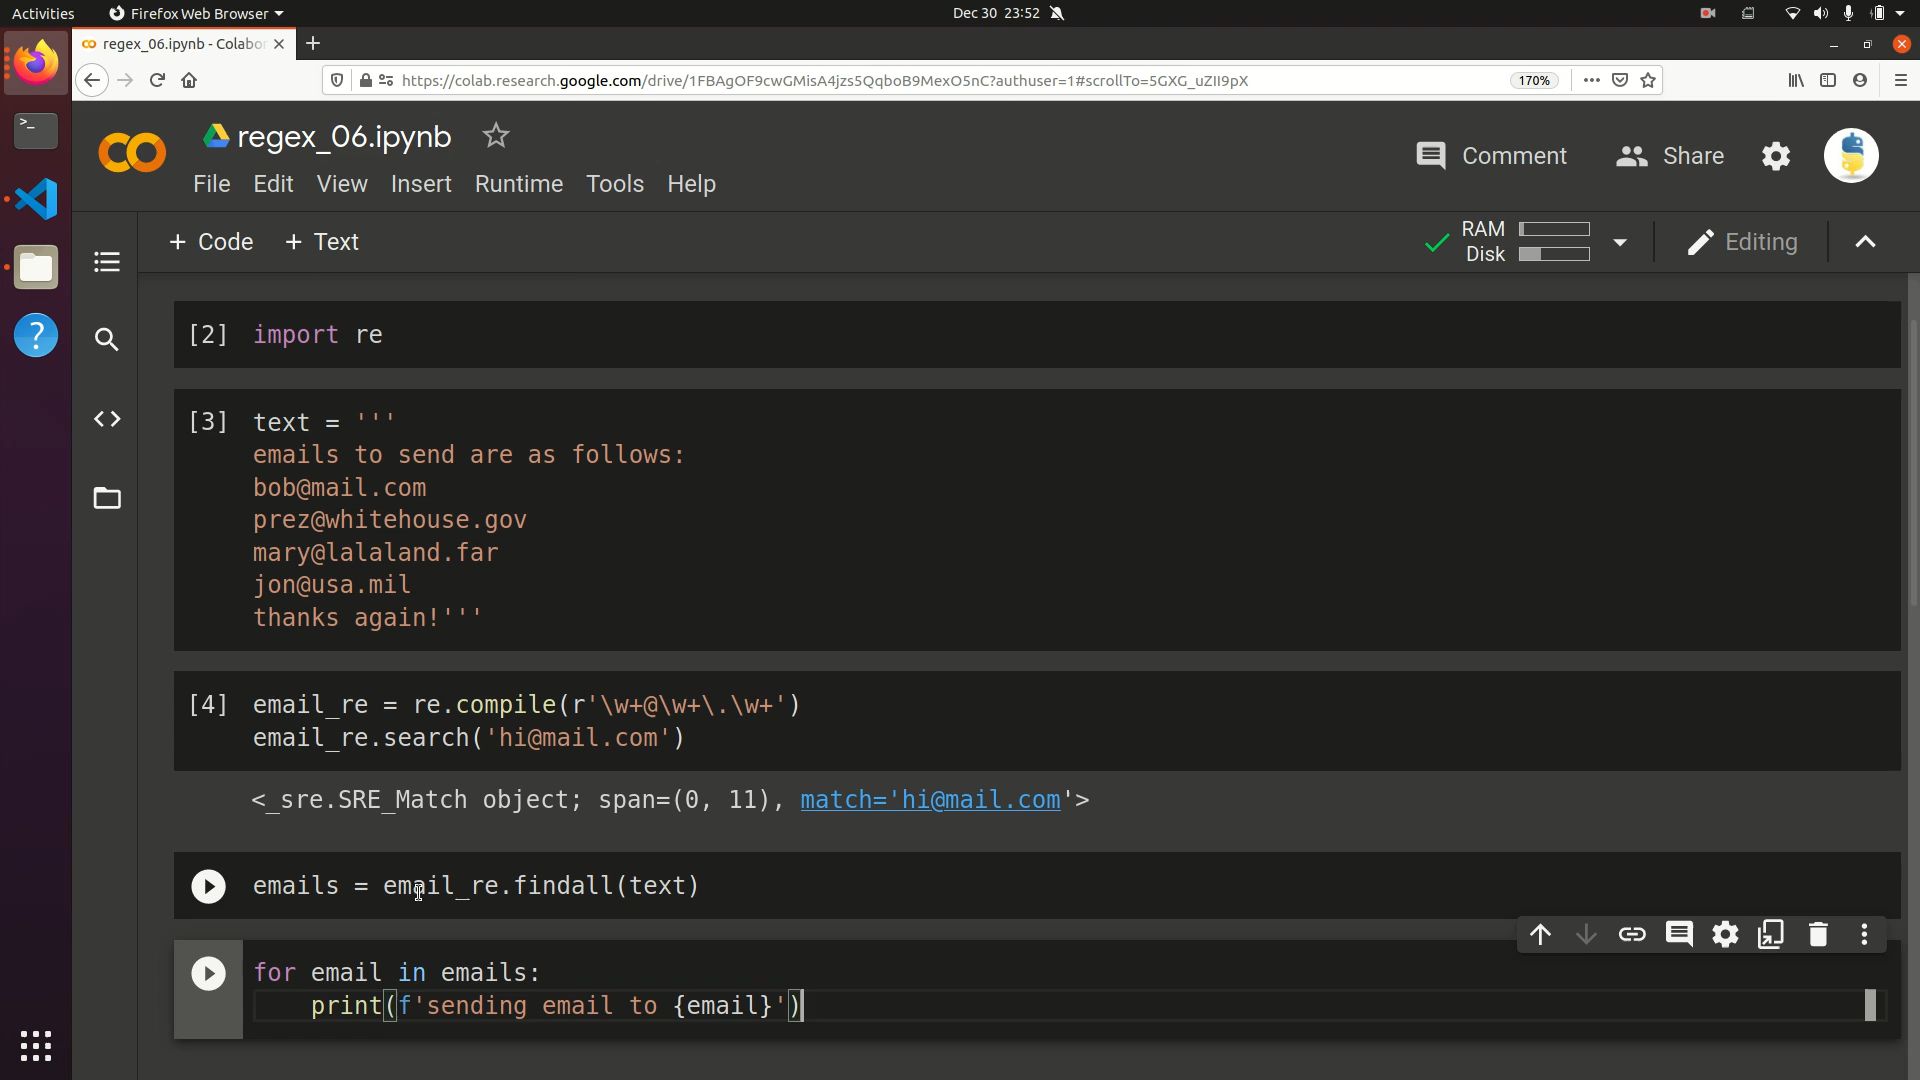 Activities
Firefox Web Browser
Dec 30 23:52
regex_06.ipynb - Colabor
https://colab.research.google.com/drive/1FBAgOF9cwGMisA4jzs5QqboB9MexO5nC?authuser=1#scrollTo=5GXG_uZII9pX
170%
regex_06.ipynb
Comment
Share
File Edit View Insert Runtime Tools Help
+ Code + Text
RAM
Disk
Editing
[2] import re
[3] text = '''
emails to send are as follows:
bob@mail.com
prez@whitehouse.gov
mary@lalaland.far
jon@usa.mil
thanks again!'''
[4] email_re = re.compile(r'\w+@\w+\.\w+')
email_re.search('hi@mail.com')
<_sre.SRE_Match object; span=(0, 11), match='hi@mail.com'>
emails = email_re.findall(text)
for email in emails:
    print(f'sending email to {email}')